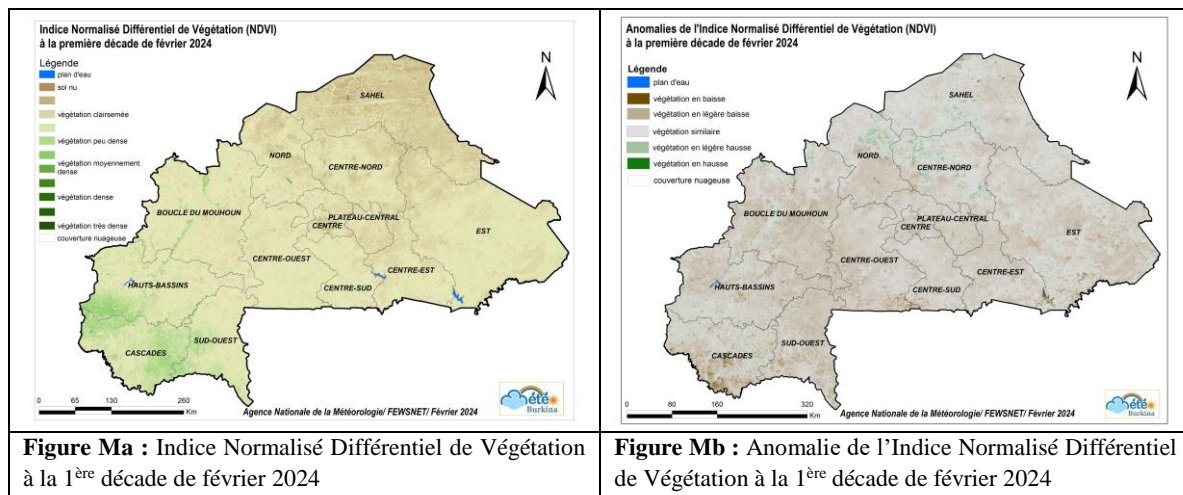 Indice Normalisé Différentiel de Végétation (NDVI)
à la première décade de février 2024
Légende
plan d'eau
sol nu
végétation clairsemée
végétation peu dense
végétation moyennement
dense
végétation dense
végétation très dense
couverture nuageuse
N
SAHEL
NORD
CENTRE-NORD
BOUCLE DU MOUHOUN
PLATEAU-CENTRAL
CENTRE
EST
CENTRE-OUEST
CENTRE-EST
HAUTS-BASSINS
CENTRE-SUD
SUD-OUEST
CASCADES
0 65 130 260
Km
Agence Nationale de la Météorologie/ FEWSNET/ Février 2024
été
Burkina
Anomalies de l'Indice Normalisé Différentiel de Végétation (NDVI)
à la première décade de février 2024
Légende
plan d'eau
végétation en baisse
végétation en légère baisse
végétation similaire
végétation en légère hausse
végétation en hausse
couverture nuageuse
N
SAHEL
NORD
CENTRE-NORD
BOUCLE DU MOUHOUN
PLATEAU-CENTRAL
CENTRE
EST
CENTRE-OUEST
CENTRE-EST
HAUTS-BASSINS
CENTRE-SUD
SUD-OUEST
CASCADES
0 80 160 320
Km
Agence Nationale de la Météorologie/ FEWSNET/ Février 2024
été
Burkina
Figure Ma : Indice Normalisé Différentiel de Végétation
à la 1ère décade de février 2024
Figure Mb : Anomalie de l'Indice Normalisé Différentiel
de Végétation à la 1ère décade de février 2024